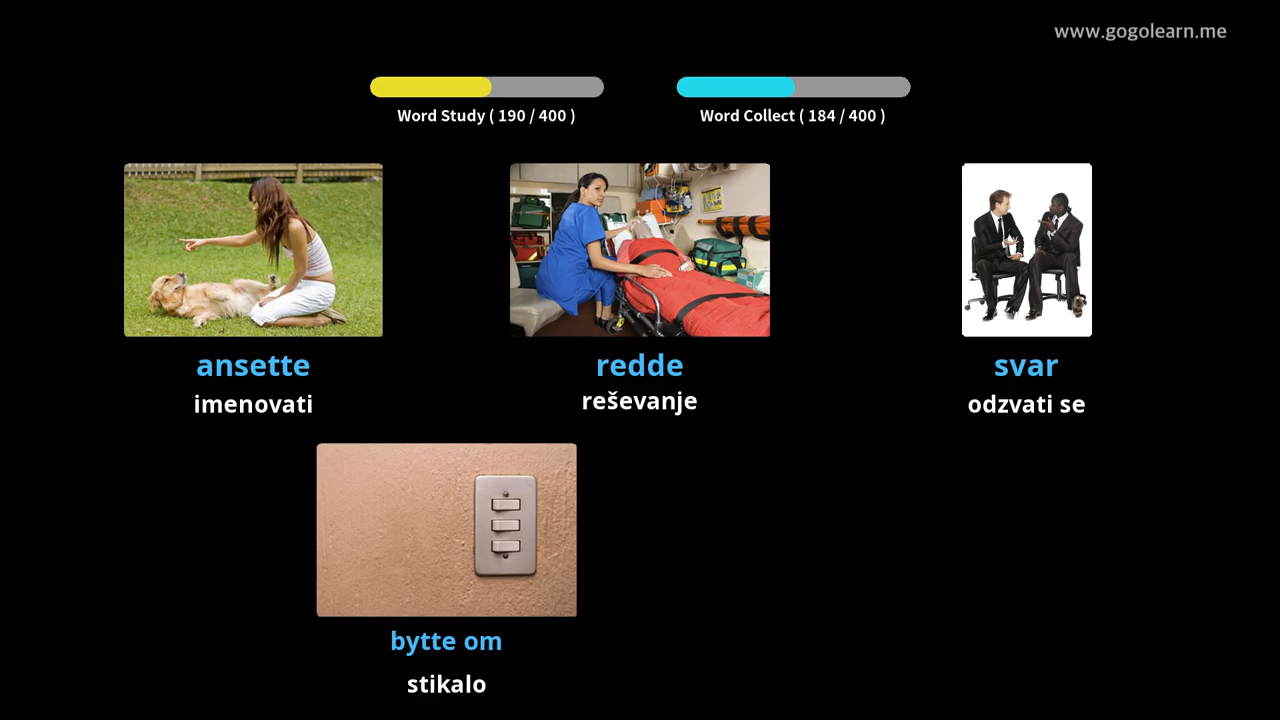 www.gogolearn.me
Word Study ( 190 / 400 )
Word Collect ( 184 / 400 )
ansette
imenovati
redde
reševanje
svar
odzvati se
bytte om
stikalo